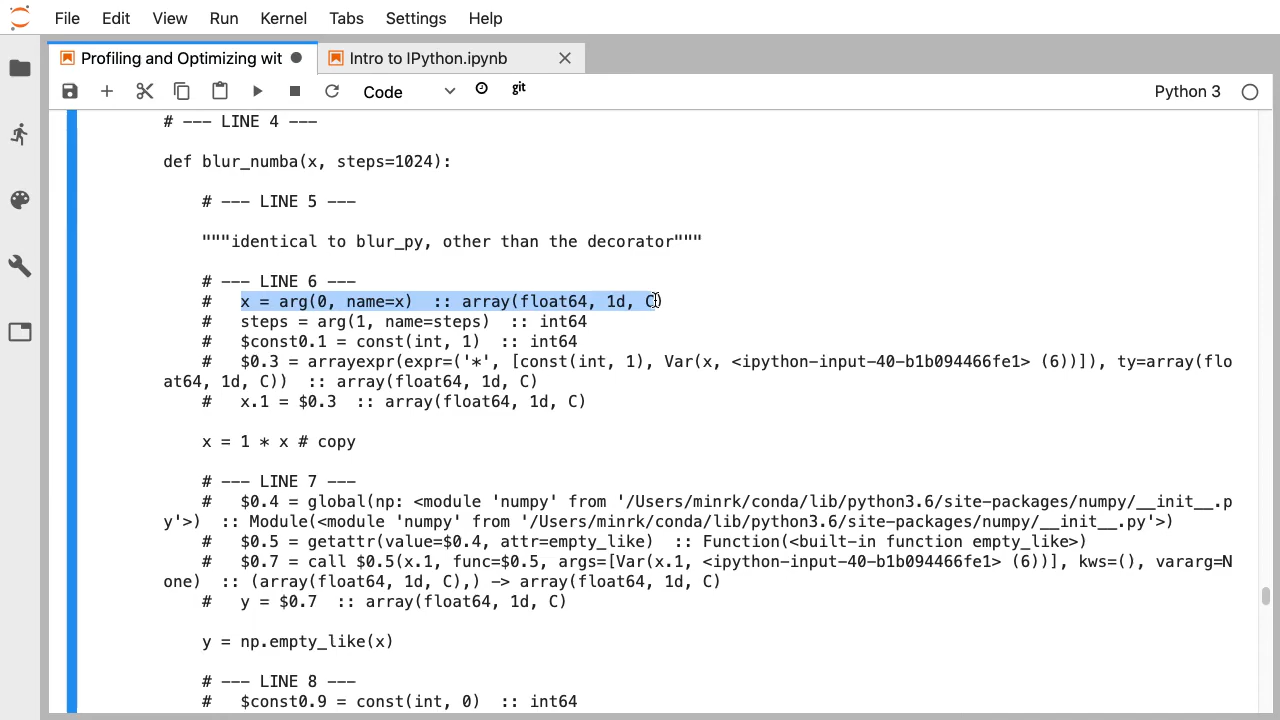 File Edit View Run Kernel Tabs Settings Help
Profiling and Optimizing wit Intro to IPython.ipynb
Code git Python 3
# --- LINE 4 ---
def blur_numba(x, steps=1024):
# --- LINE 5 ---
"""identical to blur_py, other than the decorator"""
# --- LINE 6 ---
# x = arg(0, name=x) :: array(float64, 1d, C)
# steps = arg(1, name=steps) :: int64
# $const0.1 = const(int, 1) :: int64
# $0.3 = arrayexpr(expr=('*', [const(int, 1), Var(x, <ipython-input-40-b1b094466fe1> (6))]), ty=array(flo
at64, 1d, C)) :: array(float64, 1d, C)
# x.1 = $0.3 :: array(float64, 1d, C)
x = 1 * x # copy
# --- LINE 7 ---
# $0.4 = global(np: <module 'numpy' from '/Users/minrk/conda/lib/python3.6/site-packages/numpy/__init__.p
y'>) :: Module(<module 'numpy' from '/Users/minrk/conda/lib/python3.6/site-packages/numpy/__init__.py'>)
# $0.5 = getattr(value=$0.4, attr=empty_like) :: Function(<built-in function empty_like>)
# $0.7 = call $0.5(x.1, func=$0.5, args=[Var(x.1, <ipython-input-40-b1b094466fe1> (6))], kws=(), vararg=N
one) :: (array(float64, 1d, C),) -> array(float64, 1d, C)
# y = $0.7 :: array(float64, 1d, C)
y = np.empty_like(x)
# --- LINE 8 ---
# $const0.9 = const(int, 0) :: int64